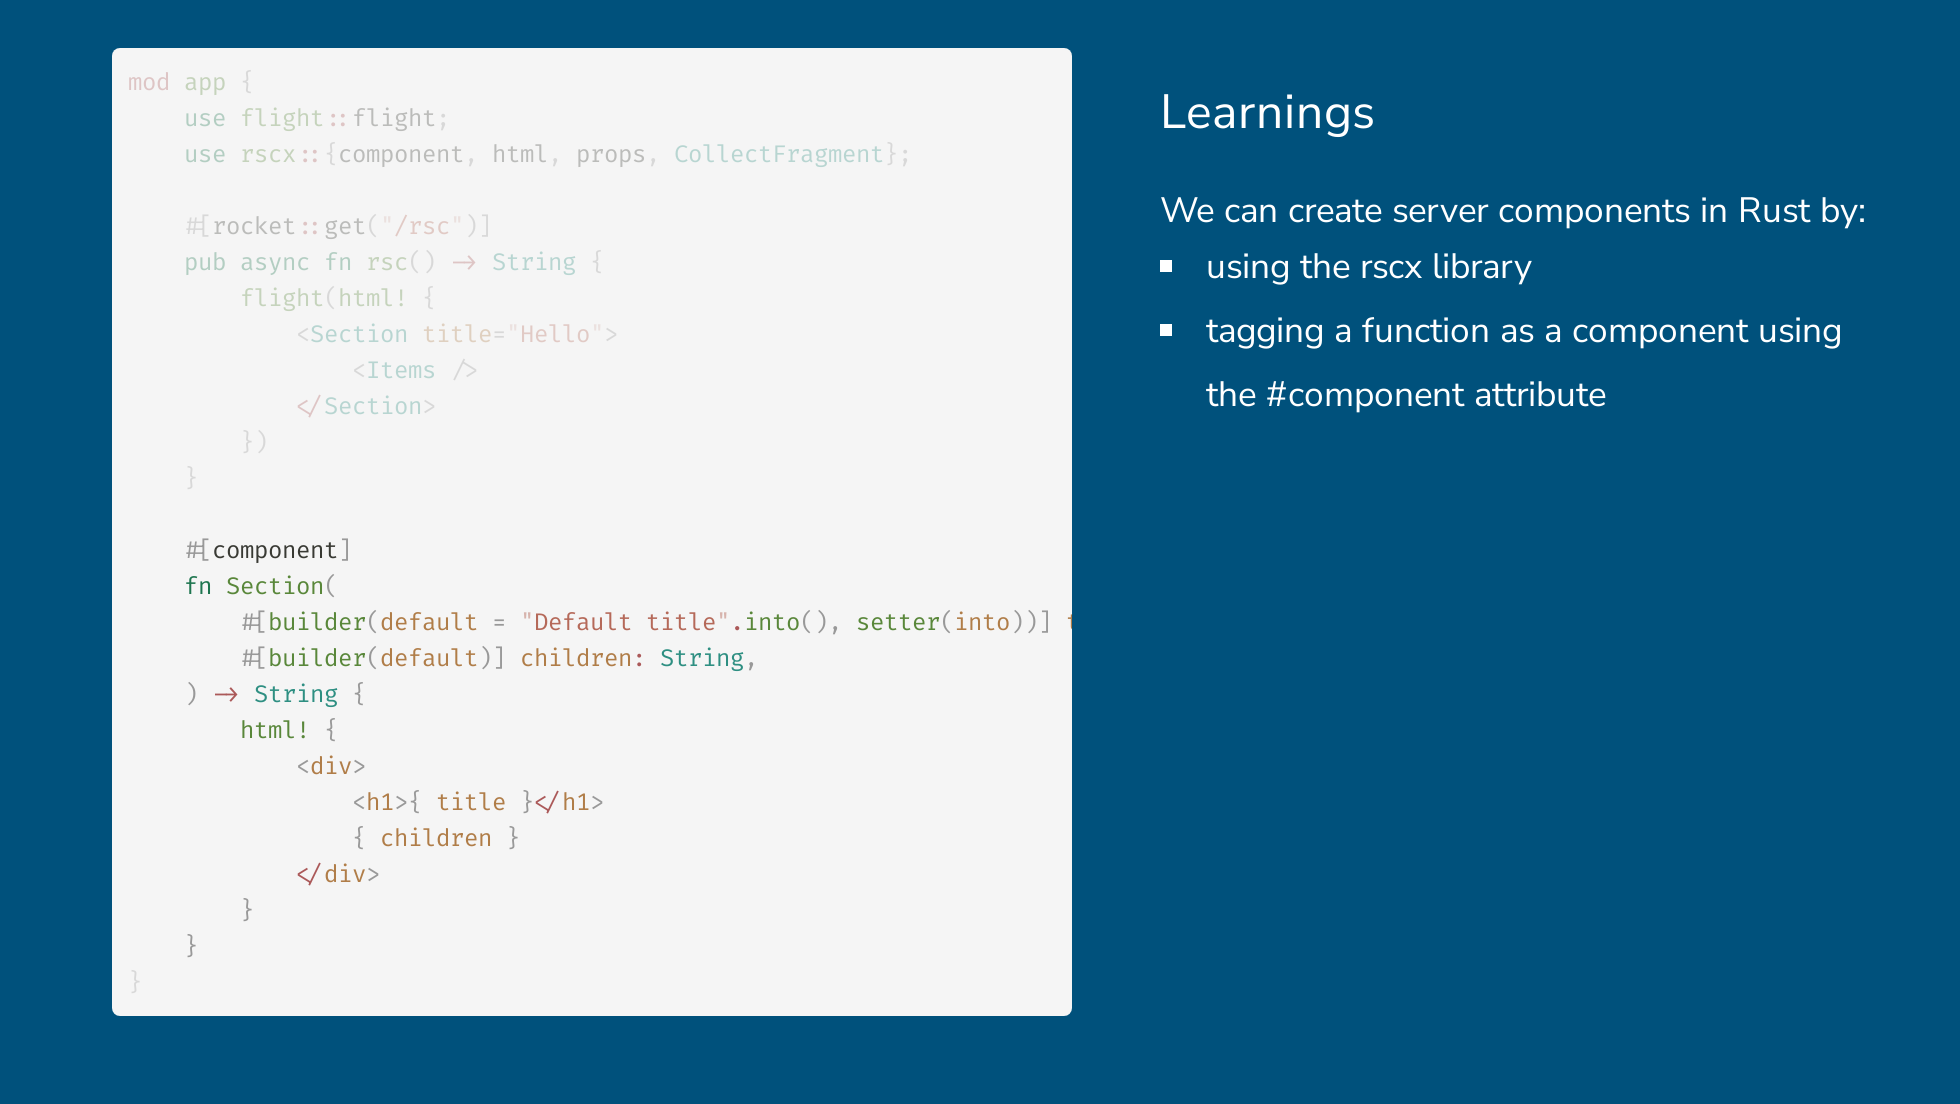 mod app {
    use flight::flight;
    use rscx::{component, html, props, CollectFragment};

    #[rocket::get("/rsc")]
    pub async fn rsc() -> String {
        flight(html! {
            <Section title="Hello">
                <Items />
            </Section>
        })
    }

    #[component]
    fn Section(
        #[builder(default = "Default title".into(), setter(into))]
        #[builder(default)] children: String,
    ) -> String {
        html! {
            <div>
                <h1>{ title }</h1>
                { children }
            </div>
        }
    }
}
Learnings
We can create server components in Rust by:
▪ using the rscx library
▪ tagging a function as a component using
the #component attribute